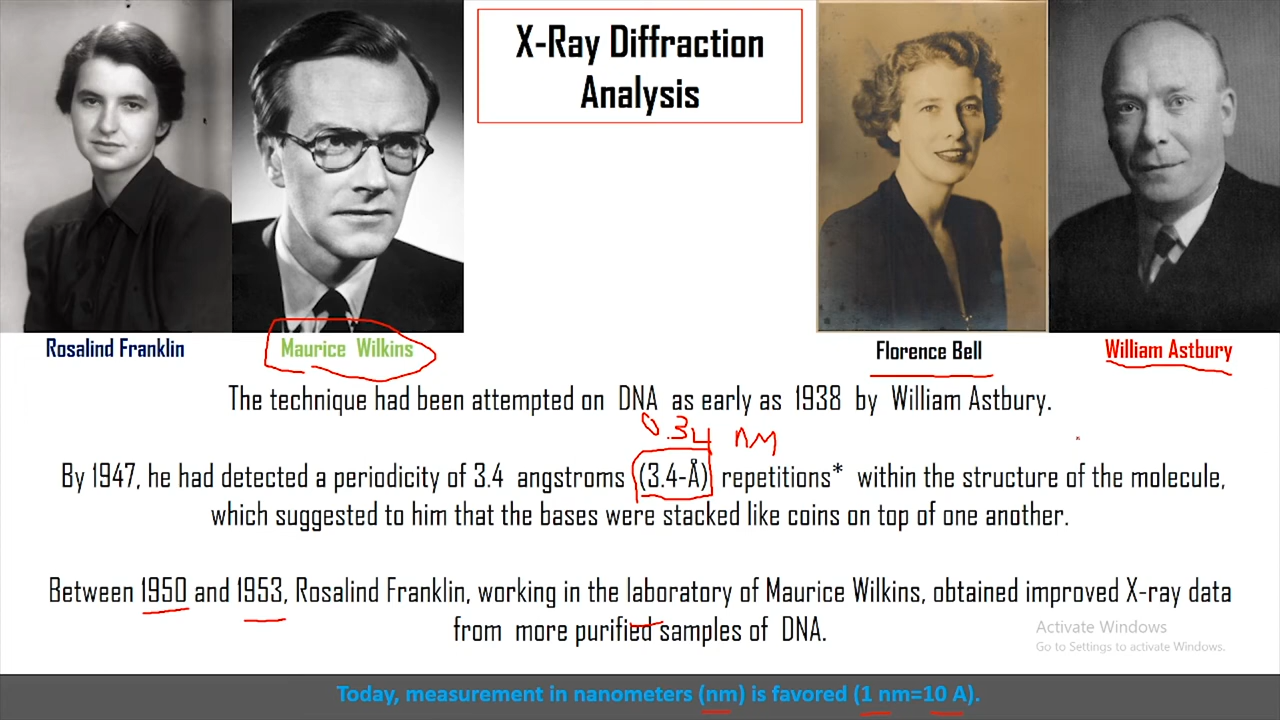 X-Ray Diffraction
Analysis
Rosalind Franklin
Maurice Wilkins
Florence Bell
William Astbury
The technique had been attempted on DNA as early as 1938 by William Astbury.
0.34 nM
By 1947, he had detected a periodicity of 3.4 angstroms (3.4-Å) repetitions* within the structure of the molecule,
which suggested to him that the bases were stacked like coins on top of one another.
Between 1950 and 1953, Rosalind Franklin, working in the laboratory of Maurice Wilkins, obtained improved X-ray data
from more purified samples of DNA.
Activate Windows
Go to Settings to activate Windows.
Today, measurement in nanometers (nm) is favored (1 nm=10 A).